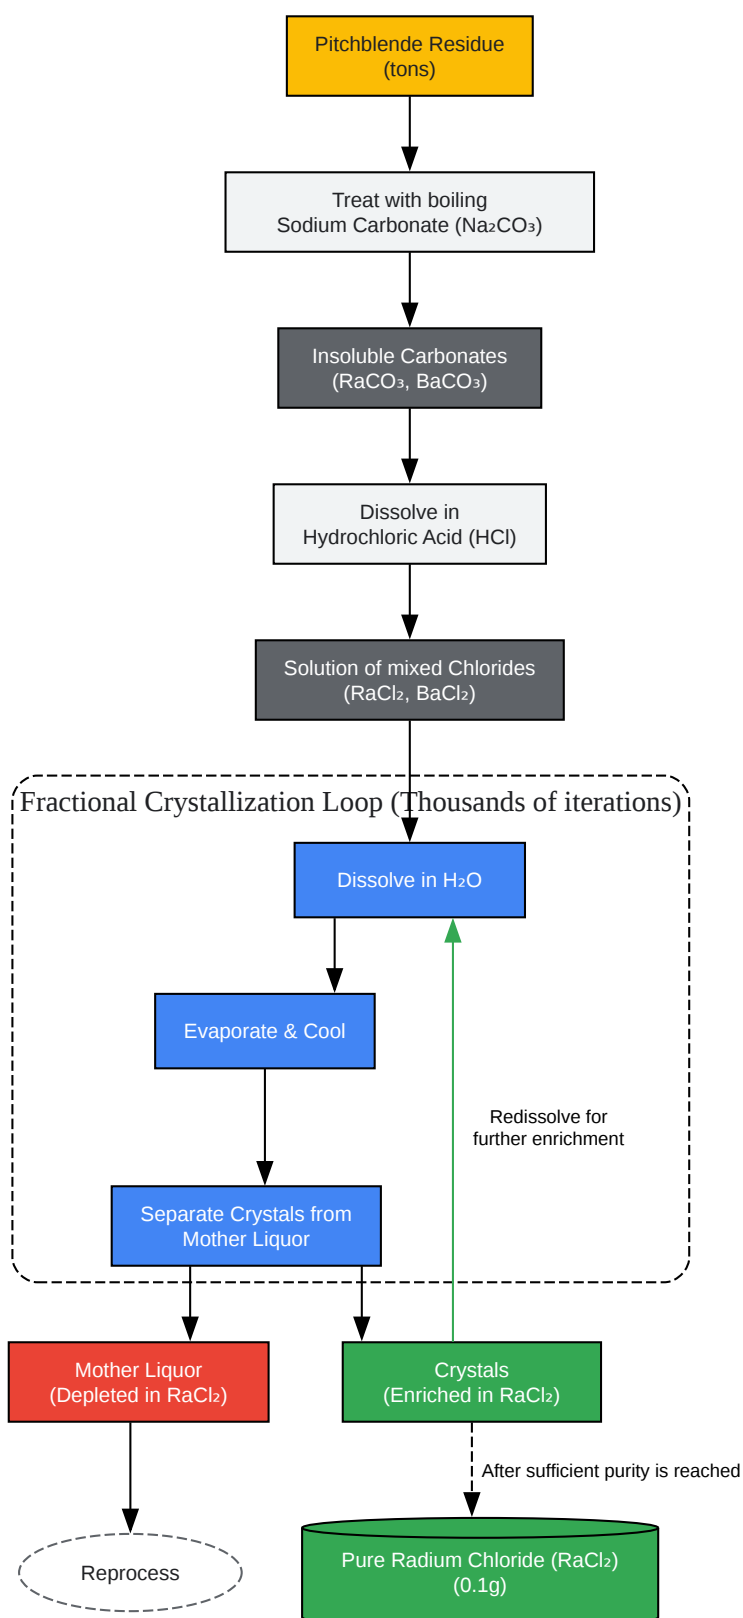 Pitchblende Residue
(tons)
Treat with boiling
Sodium Carbonate (Na₂CO₃)
Insoluble Carbonates
(RaCO₃, BaCO₃)
Dissolve in
Hydrochloric Acid (HCl)
Solution of mixed Chlorides
(RaCl₂, BaCl₂)
Fractional Crystallization Loop (Thousands of iterations)
Dissolve in H₂O
Evaporate & Cool
Redissolve for
further enrichment
Separate Crystals from
Mother Liquor
Mother Liquor
(Depleted in RaCl₂)
Crystals
(Enriched in RaCl₂)
After sufficient purity is reached
Reprocess
Pure Radium Chloride (RaCl₂)
(0.1g)